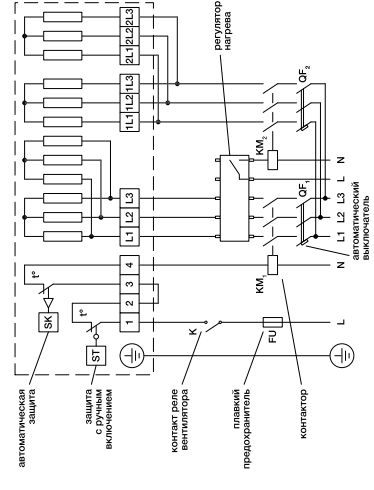 автоматическая
защита
SK
t°
защита
с ручным
включением
ST
t°
1
2
3
4
L1
L2
L3
1L1
1L2
1L3
2L1
2L2
2L3
контакт реле
вентилятора
K
регулятор
нагрева
плавкий
предохранитель
FU
KM1
KM2
контактор
QF1
QF2
автоматический
выключатель
L
N
L1
L2
L3
L
N